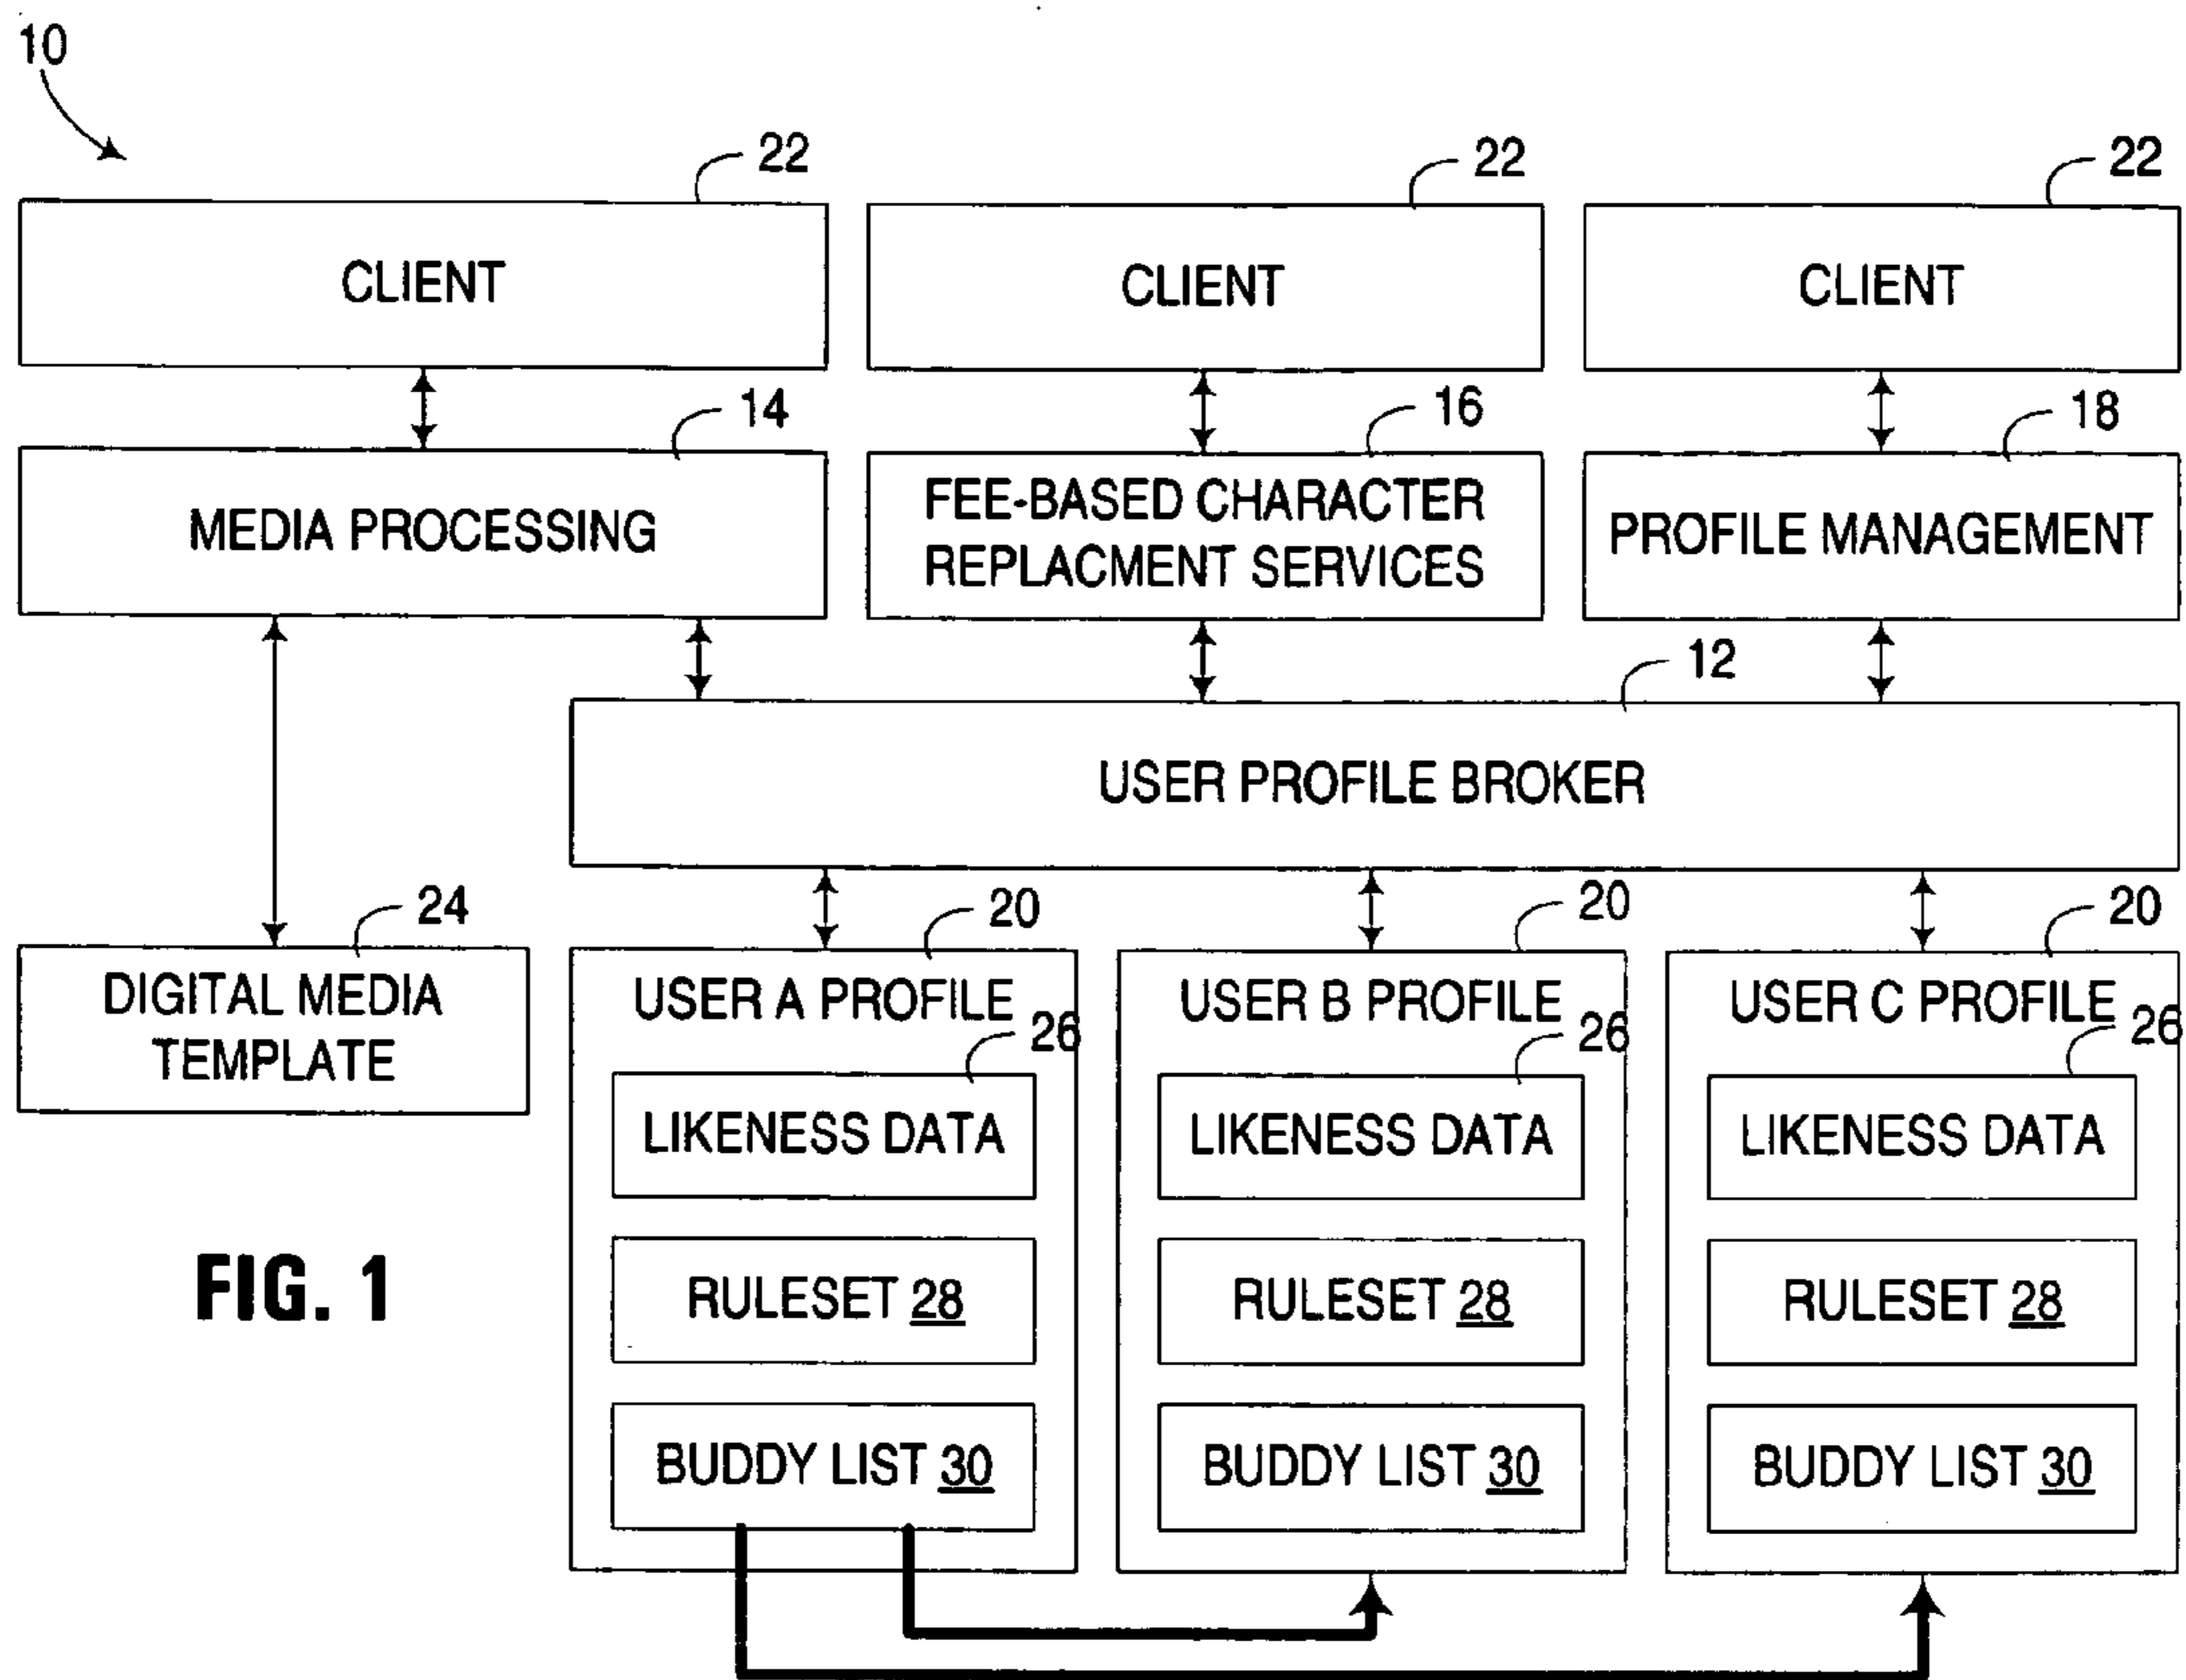 10
22
22
22
CLIENT
CLIENT
CLIENT
14
16
18
MEDIA PROCESSING
FEE-BASED CHARACTER
REPLACMENT SERVICES
PROFILE MANAGEMENT
12
USER PROFILE BROKER
24
20
20
20
DIGITAL MEDIA
TEMPLATE
USER A PROFILE
USER B PROFILE
USER C PROFILE
26
26
26
LIKENESS DATA
LIKENESS DATA
LIKENESS DATA
FIG. 1
RULESET 28
RULESET 28
RULESET 28
BUDDY LIST 30
BUDDY LIST 30
BUDDY LIST 30